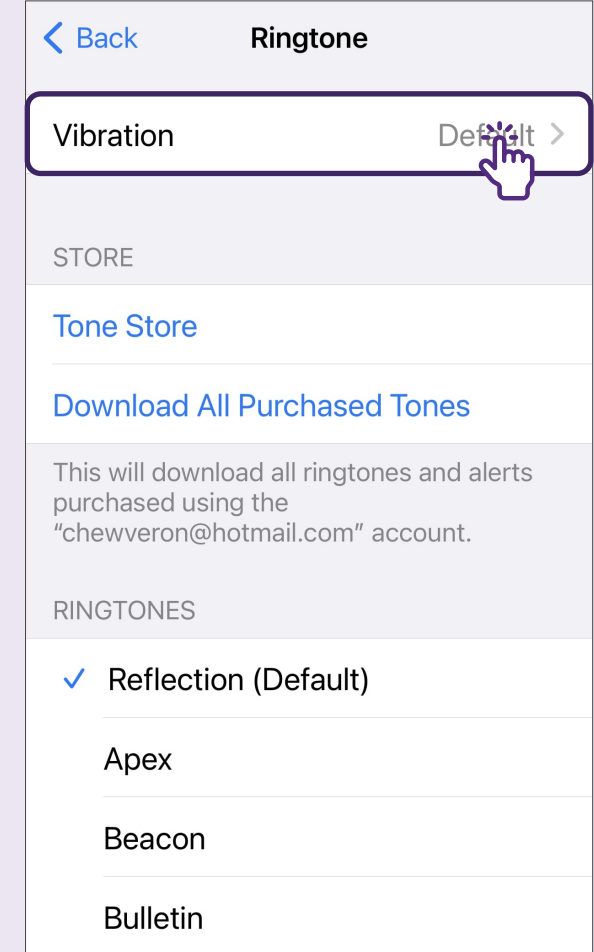 Back
Ringtone
Vibration
Default
STORE
Tone Store
Download All Purchased Tones
This will download all ringtones and alerts
purchased using the
“chewveron@hotmail.com” account.
RINGTONES
Reflection (Default)
Apex
Beacon
Bulletin